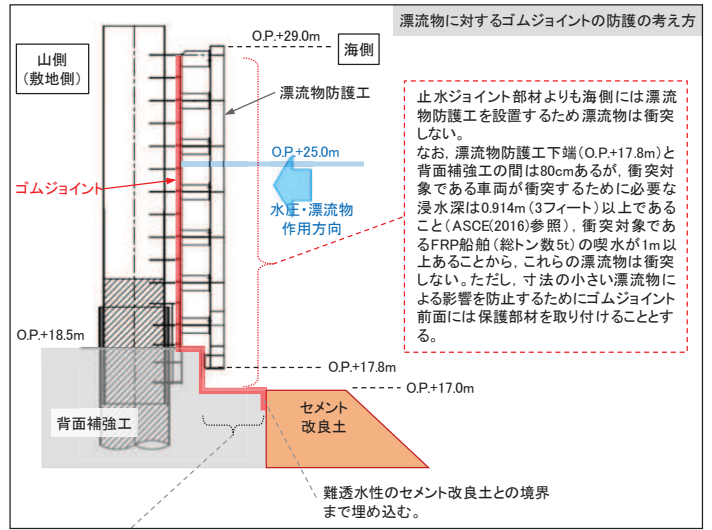 漂流物に対するゴムジョイントの防護の考え方
O.P.+29.0m
山側
(敷地側)
海側
漂流物防護工
O.P.+25.0m
ゴムジョイント
水圧・漂流物
作用方向
止水ジョイント部材よりも海側には漂流
物防護工を設置するため漂流物は衝突
しない。
なお，漂流物防護工下端(O.P.+17.8m)と
背面補強工の間は80cmあるが，衝突対
象である車両が衝突するために必要な
浸水深は0.914m(3フィート)以上であるこ
と(ASCE(2016)参照)，衝突対象であ
るFRP船舶(総トン数5t)の喫水が1m以
上あることから，これらの漂流物は衝突
しない。ただし，寸法の小さい漂流物に
よる影響を防止するためにゴムジョイント
前面には保護部材を取り付けることとす
る。
O.P.+18.5m
O.P.+17.8m
O.P.+17.0m
背面補強工
セメント
改良土
難透水性のセメント改良土との境界
まで埋め込む。